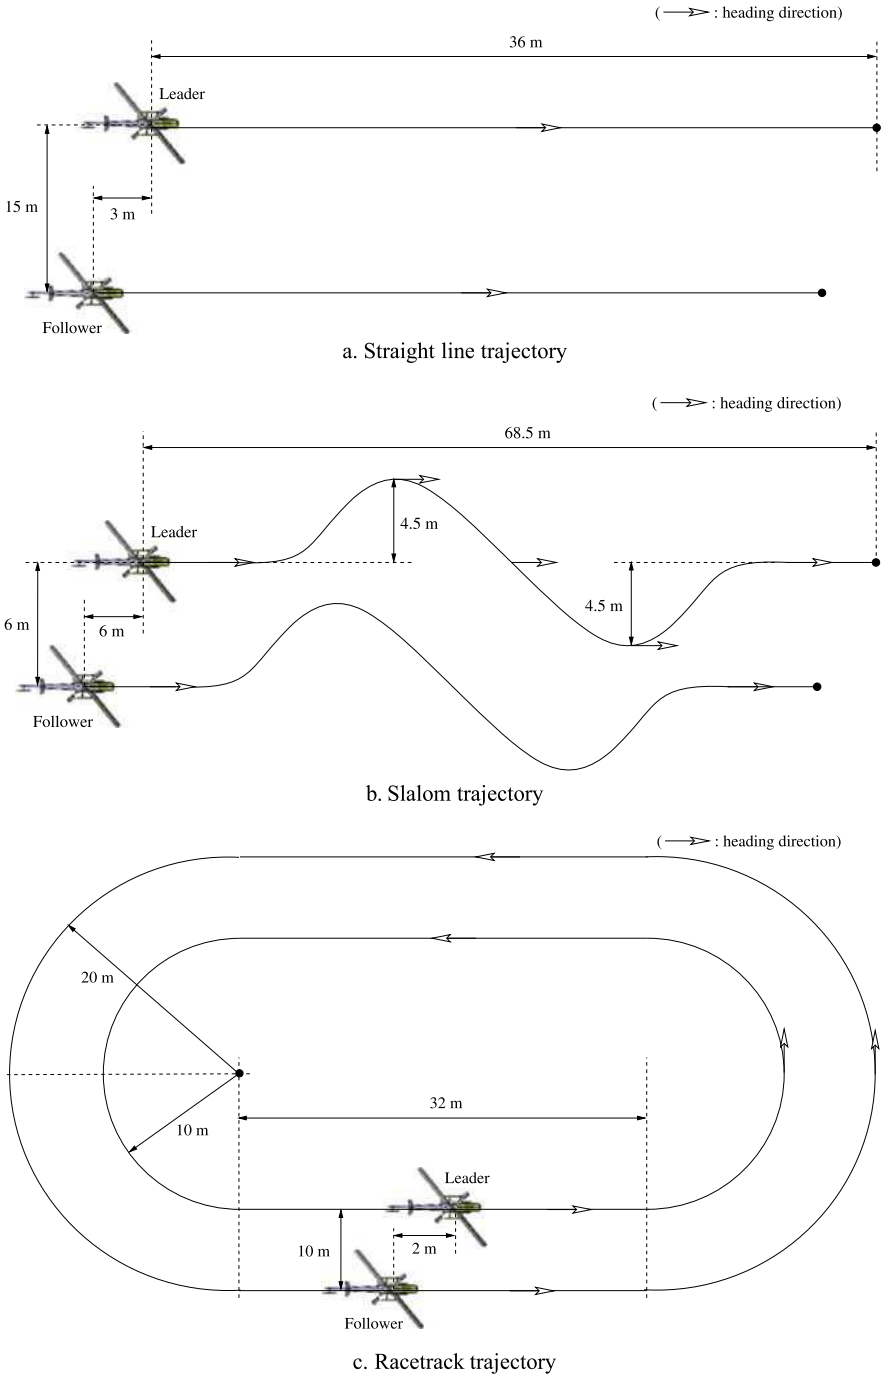 ( : heading direction)
36 m
Leader
15 m
3 m
Follower
a. Straight line trajectory
( : heading direction)
68.5 m
4.5 m
Leader
4.5 m
6 m
6 m
Follower
b. Slalom trajectory
( : heading direction)
20 m
32 m
10 m
Leader
10 m
2 m
Follower
c. Racetrack trajectory